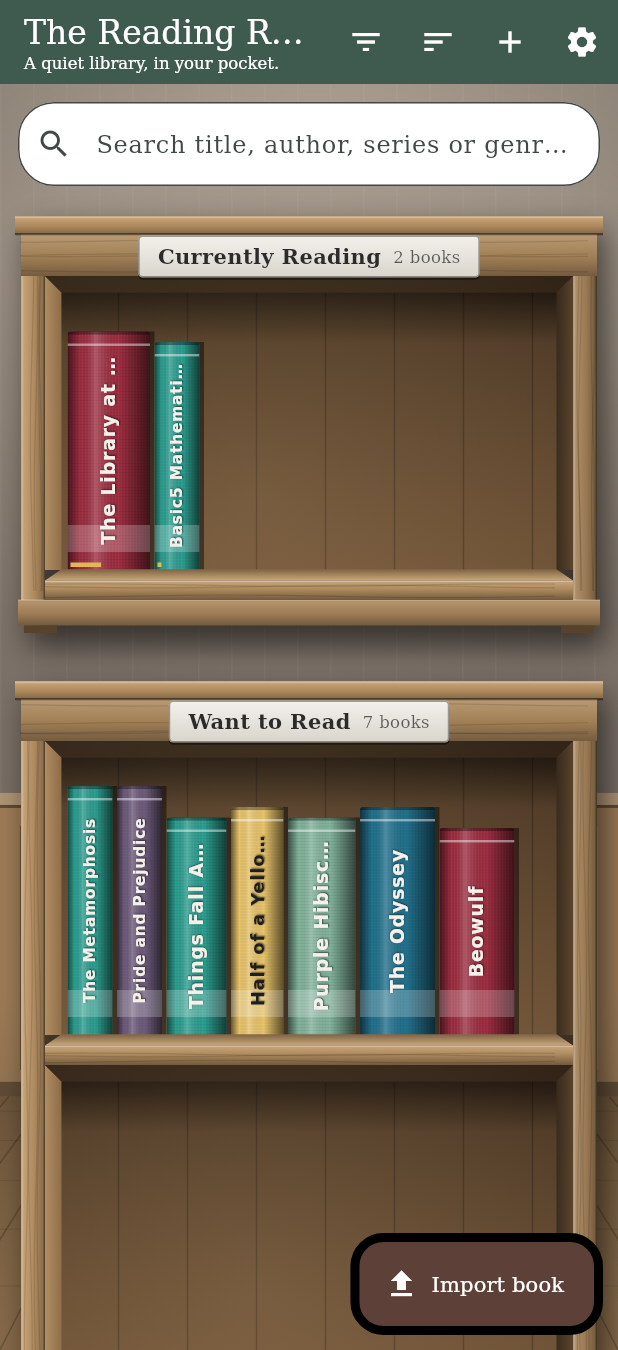 The Reading R...
A quiet library, in your pocket.
Search title, author, series or genr...
Currently Reading 2 books
The Library at ...
Basic5 Mathemati...
Want to Read 7 books
The Metamorphosis
Pride and Prejudice
Things Fall A...
Half of a Yello...
Purple Hibisc...
The Odyssey
Beowulf
Import book